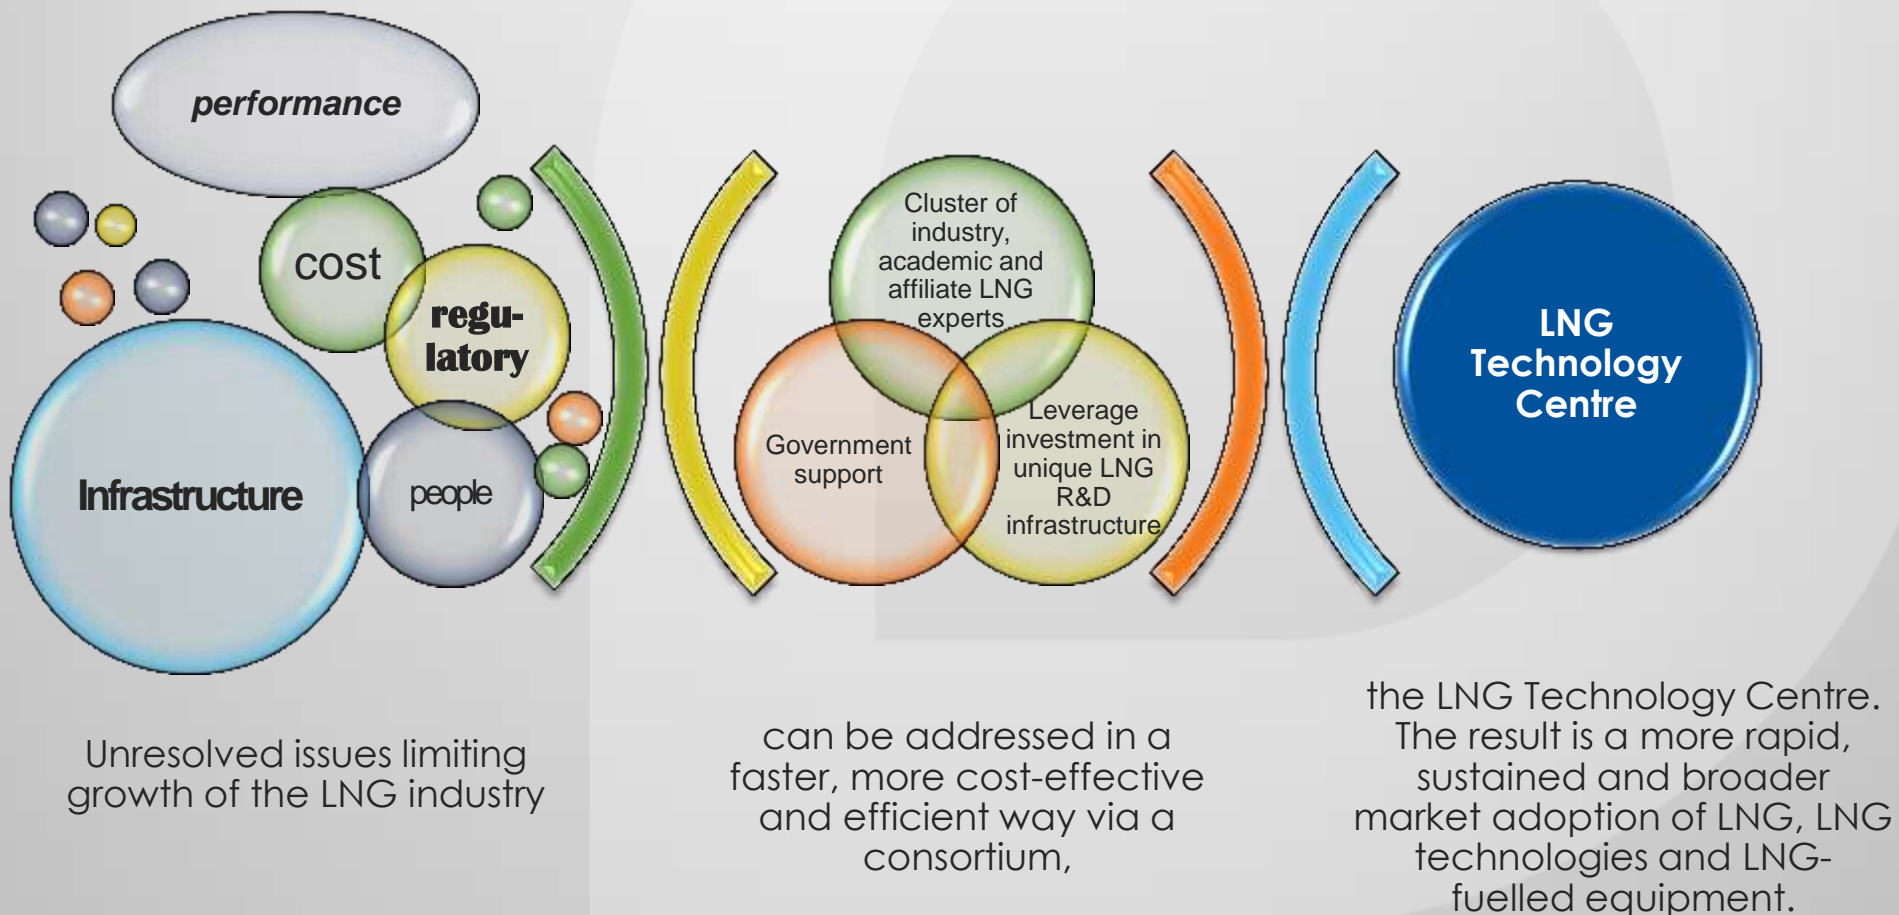 performance
cost
regu-
latory
Infrastructure
people
Cluster of
industry,
academic and
affiliate LNG
experts
Government
support
Leverage
investment in
unique LNG
R&D
infrastructure
LNG
Technology
Centre
Unresolved issues limiting
growth of the LNG industry
can be addressed in a
faster, more cost-effective
and efficient way via a
consortium,
the LNG Technology Centre.
The result is a more rapid,
sustained and broader
market adoption of LNG, LNG
technologies and LNG-
fuelled equipment.